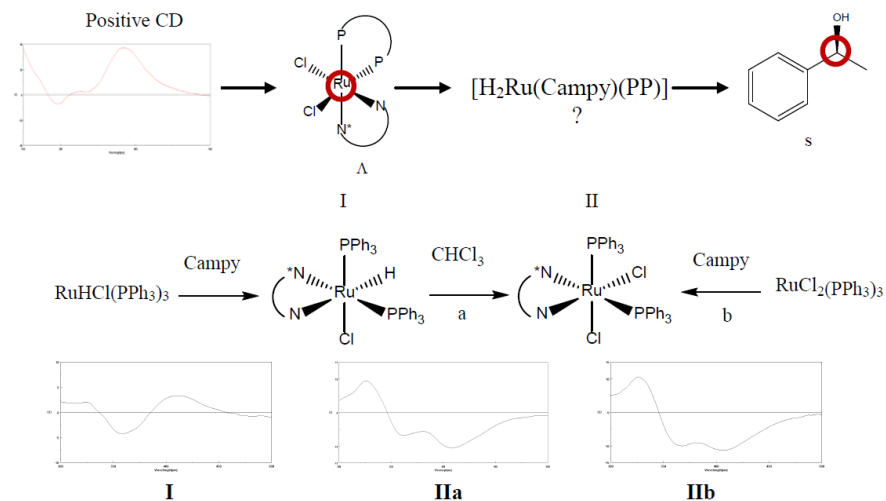 Positive CD
OH
P
P
Cl
Ru
Cl
N
N*
[H₂Ru(Campy)(PP)]
?
s
Λ
I
II
PPh₃
CHCl₃
PPh₃
Campy
*N
H
*N
Cl
Campy
RuHCl(PPh₃)₃
Ru
Ru
RuCl₂(PPh₃)₃
N
PPh₃
a
N
PPh₃
b
Cl
Cl
I
IIa
IIb